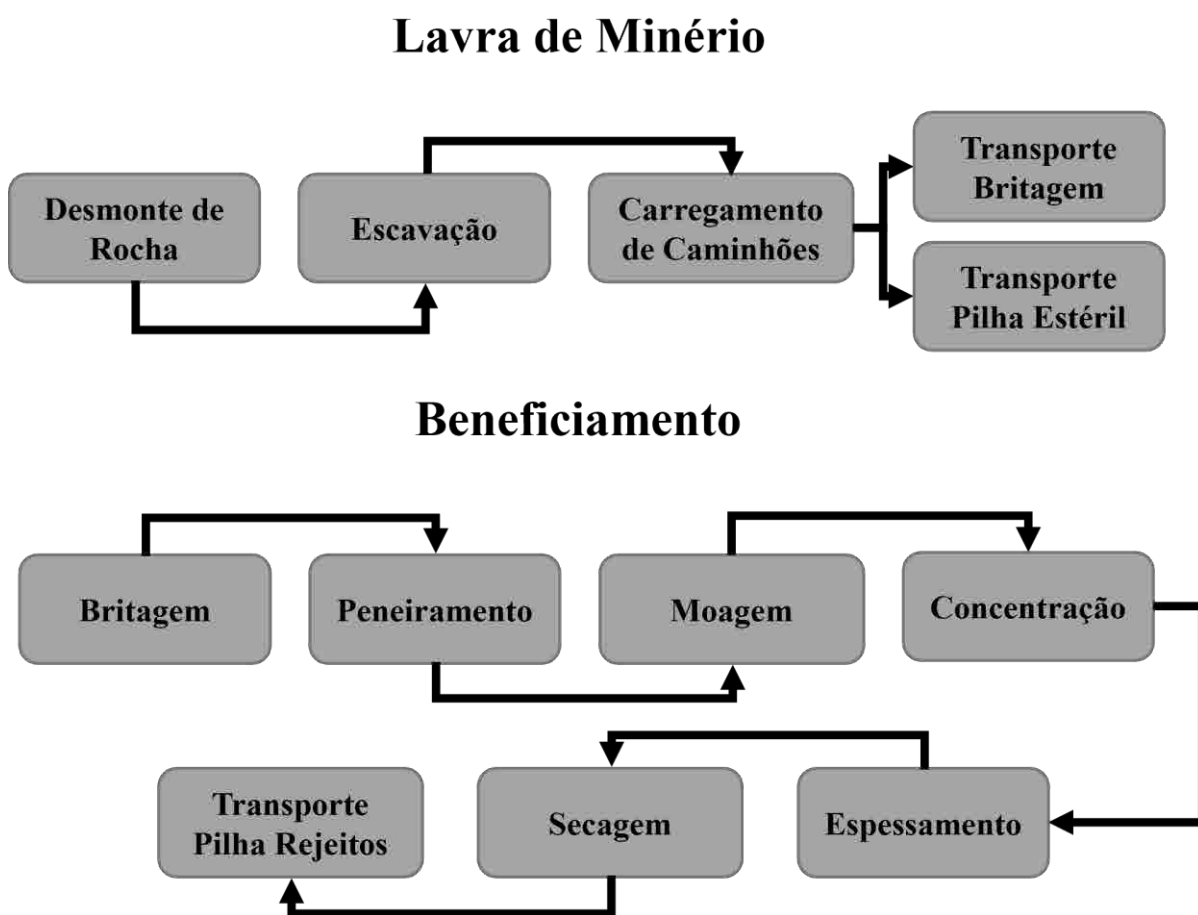 Lavra de Minério
Desmonte de
Rocha
Escavação
Carregamento
de Caminhões
Transporte
Britagem
Transporte
Pilha Estéril
Beneficiamento
Britagem
Peneiramento
Moagem
Concentração
Transporte
Pilha Rejeitos
Secagem
Espessamento